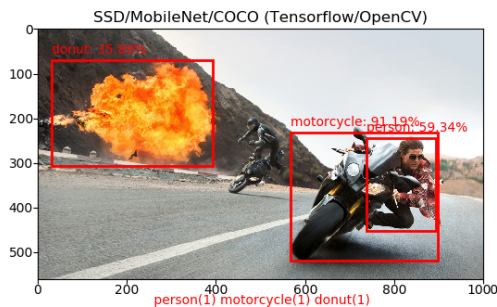 SSD/MobileNet/COCO (Tensorflow/OpenCV)
0
donut: 35.89%
100
200
motorcycle: 91.19%
person: 59.34%
300
400
500
0 200 400 600 800 1000
person(1) motorcycle(1) donut(1)